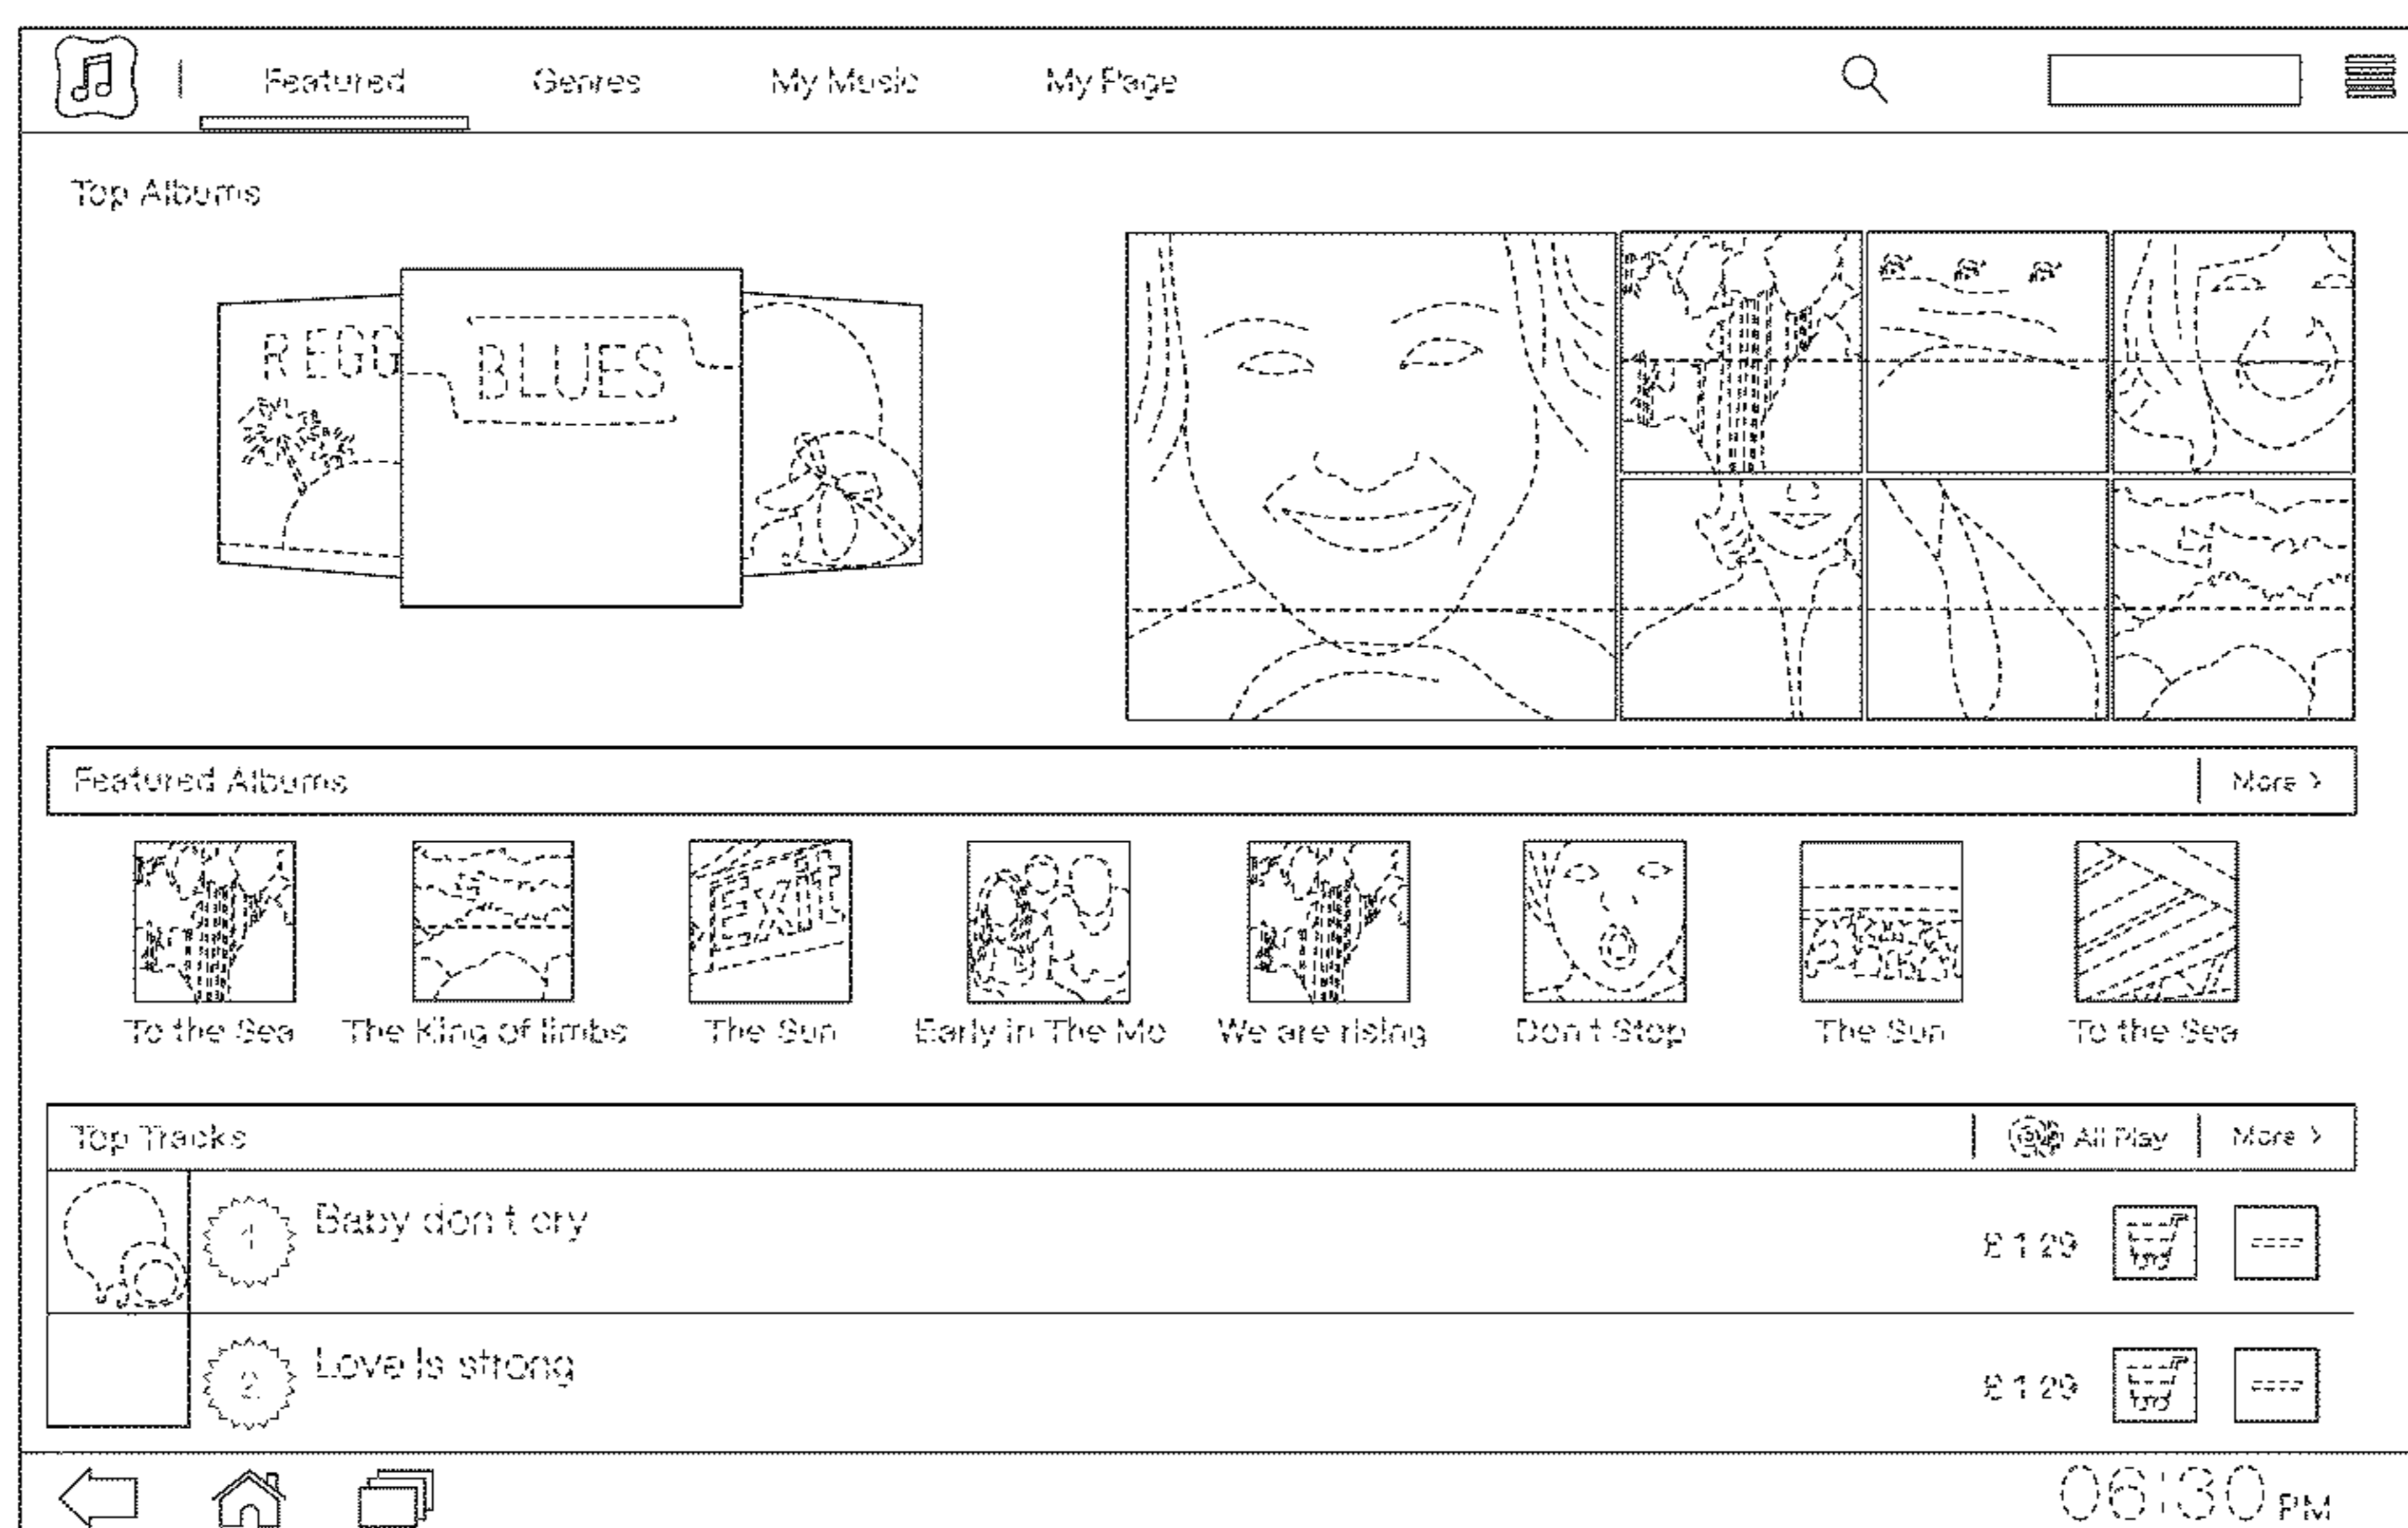 Featured Genres My Music My Page
Top Albums
REGG
BLUES
Featured Albums More >
EXIT
To the Sea The King of limbs The Sun Early in The Mo We are rising Don t Stop The Sun To the Sea
Top Tracks All Play More >
1 Baby don t cry £ 1 29
2 Love is strong £ 1 29
06:30 PM